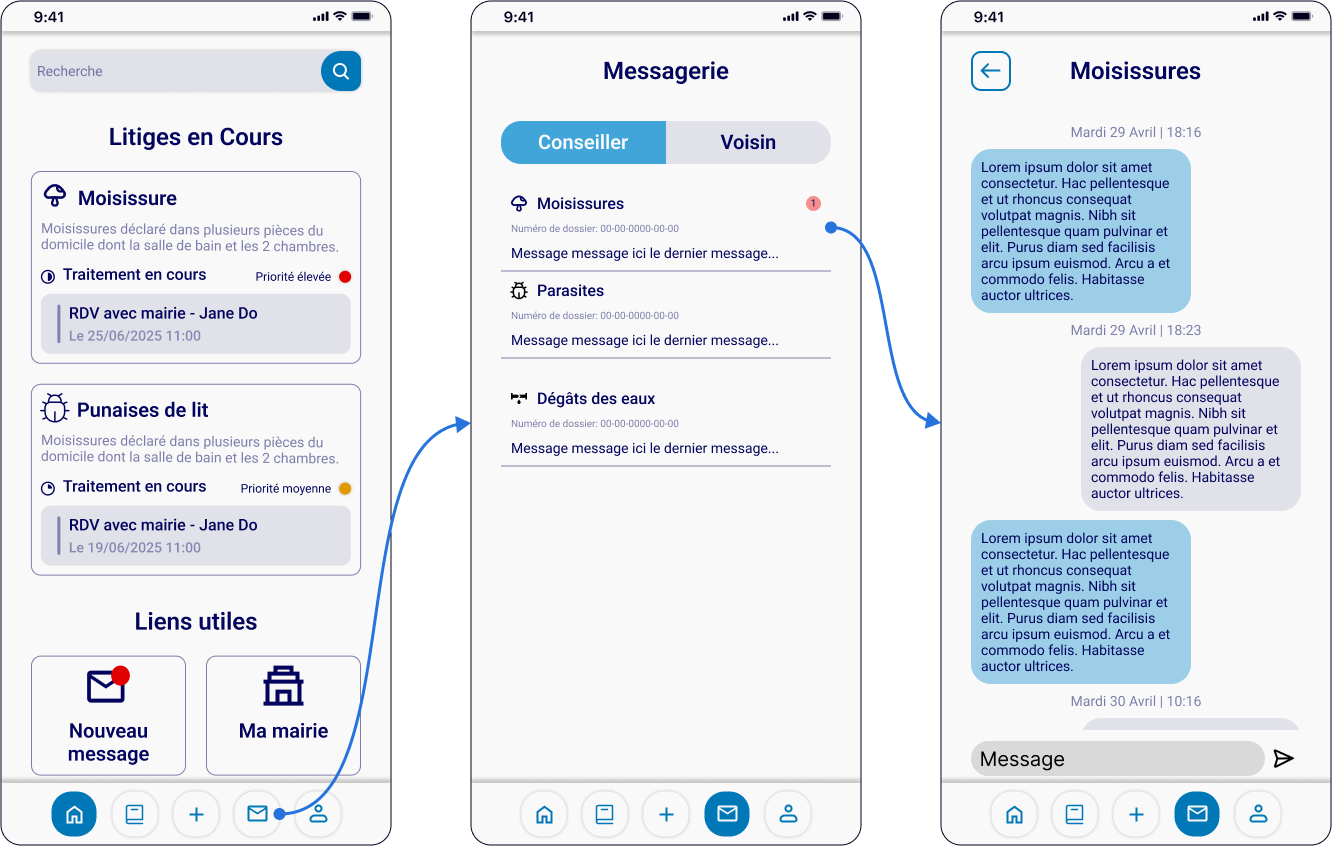 9:41
Recherche
Litiges en Cours
Moisissure
Moisissures déclaré dans plusieurs pièces du
domicile dont la salle de bain et les 2 chambres.
Traitement en cours
Priorité élevée
RDV avec mairie - Jane Do
Le 25/06/2025 11:00
Punaises de lit
Moisissures déclaré dans plusieurs pièces du
domicile dont la salle de bain et les 2 chambres.
Traitement en cours
Priorité moyenne
RDV avec mairie - Jane Do
Le 19/06/2025 11:00
Liens utiles
Nouveau
message
Ma mairie
9:41
Messagerie
Conseiller
Voisin
Moisissures
1
Numéro de dossier: 00-00-0000-00-00
Message message ici le dernier message...
Parasites
Numéro de dossier: 00-00-0000-00-00
Message message ici le dernier message...
Dégâts des eaux
Numéro de dossier: 00-00-0000-00-00
Message message ici le dernier message...
9:41
Moisissures
Mardi 29 Avril | 18:16
Lorem ipsum dolor sit amet
consectetur. Hac pellentesque
et ut rhoncus consequat
volutpat magnis. Nibh sit
pellentesque quam pulvinar et
elit. Purus diam sed facilisis
arcu ipsum euismod. Arcu a et
commodo felis. Habitasse
auctor ultrices.
Mardi 29 Avril | 18:23
Lorem ipsum dolor sit amet
consectetur. Hac pellentesque
et ut rhoncus consequat
volutpat magnis. Nibh sit
pellentesque quam pulvinar et
elit. Purus diam sed facilisis
arcu ipsum euismod. Arcu a et
commodo felis. Habitasse
auctor ultrices.
Lorem ipsum dolor sit amet
consectetur. Hac pellentesque
et ut rhoncus consequat
volutpat magnis. Nibh sit
pellentesque quam pulvinar et
elit. Purus diam sed facilisis
arcu ipsum euismod. Arcu a et
commodo felis. Habitasse
auctor ultrices.
Mardi 30 Avril | 10:16
Message